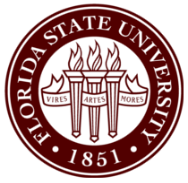 FLORIDA STATE UNIVERSITY
VIRES ARTES MORES
· 1851 ·